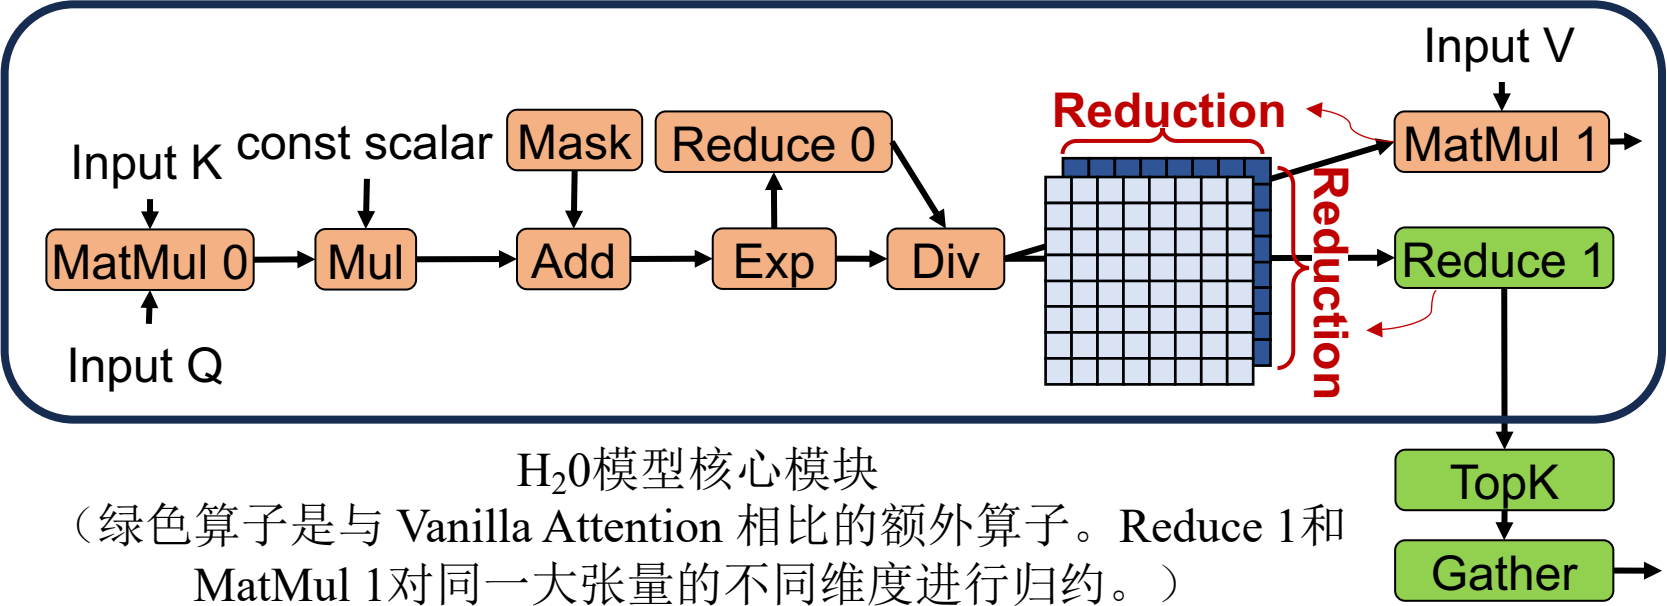 Input V
Reduction
Mask
Reduce 0
MatMul 1
const scalar
Input K
Reduction
MatMul 0
Mul
Add
Exp
Div
Reduce 1
Input Q
H₂0模型核心模块
TopK
（绿色算子是与 Vanilla Attention 相比的额外算子。Reduce 1和
MatMul 1对同一大张量的不同维度进行归约。）
Gather